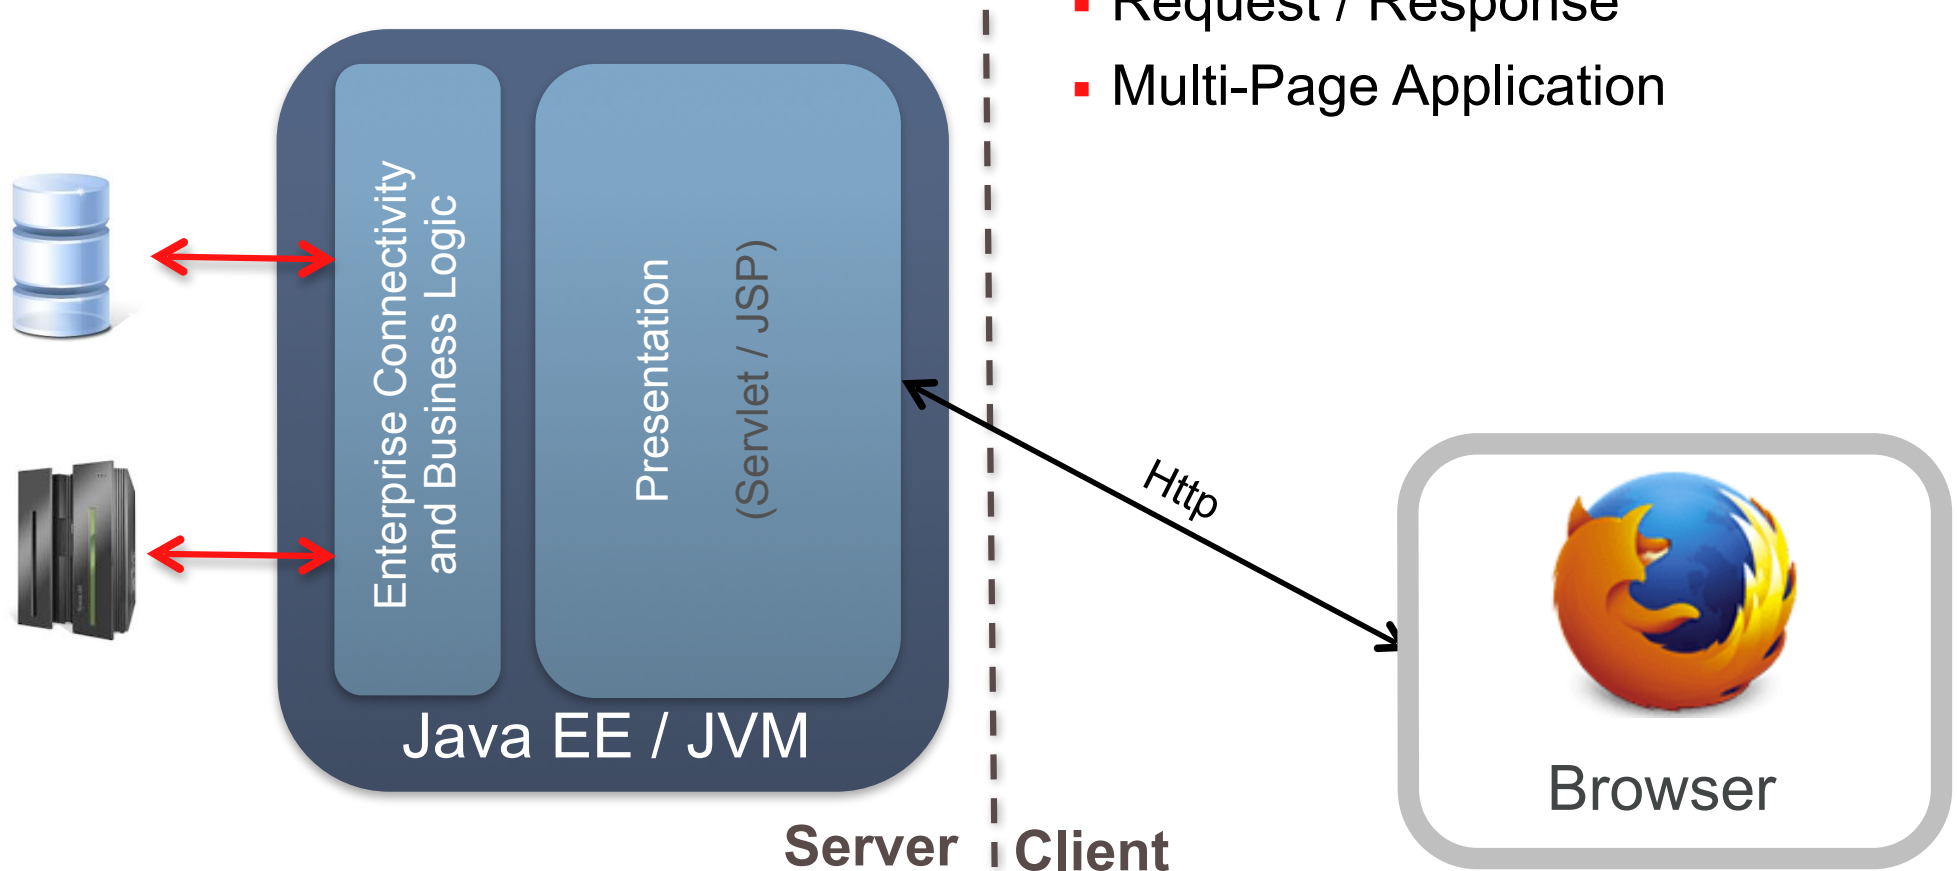 Request / Response
Multi-Page Application
Enterprise Connectivity
and Business Logic
Presentation
(Servlet / JSP)
Http
Java EE / JVM
Browser
Server
Client